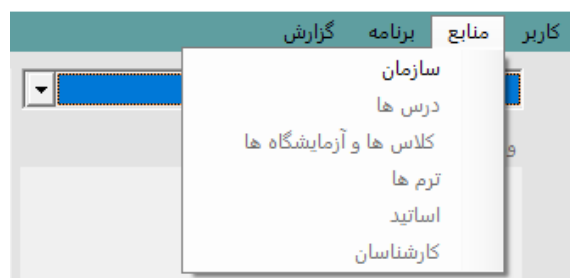 کاربر منابع برنامه گزارش
سازمان
درس ها
کلاس ها و آزمایشگاه ها
ترم ها
اساتید
کارشناسان